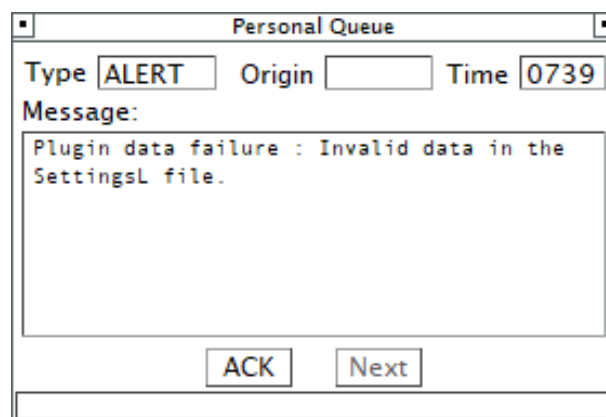 Personal Queue
Type ALERT Origin Time 0739
Message:
Plugin data failure : Invalid data in the
SettingsL file.
ACK Next